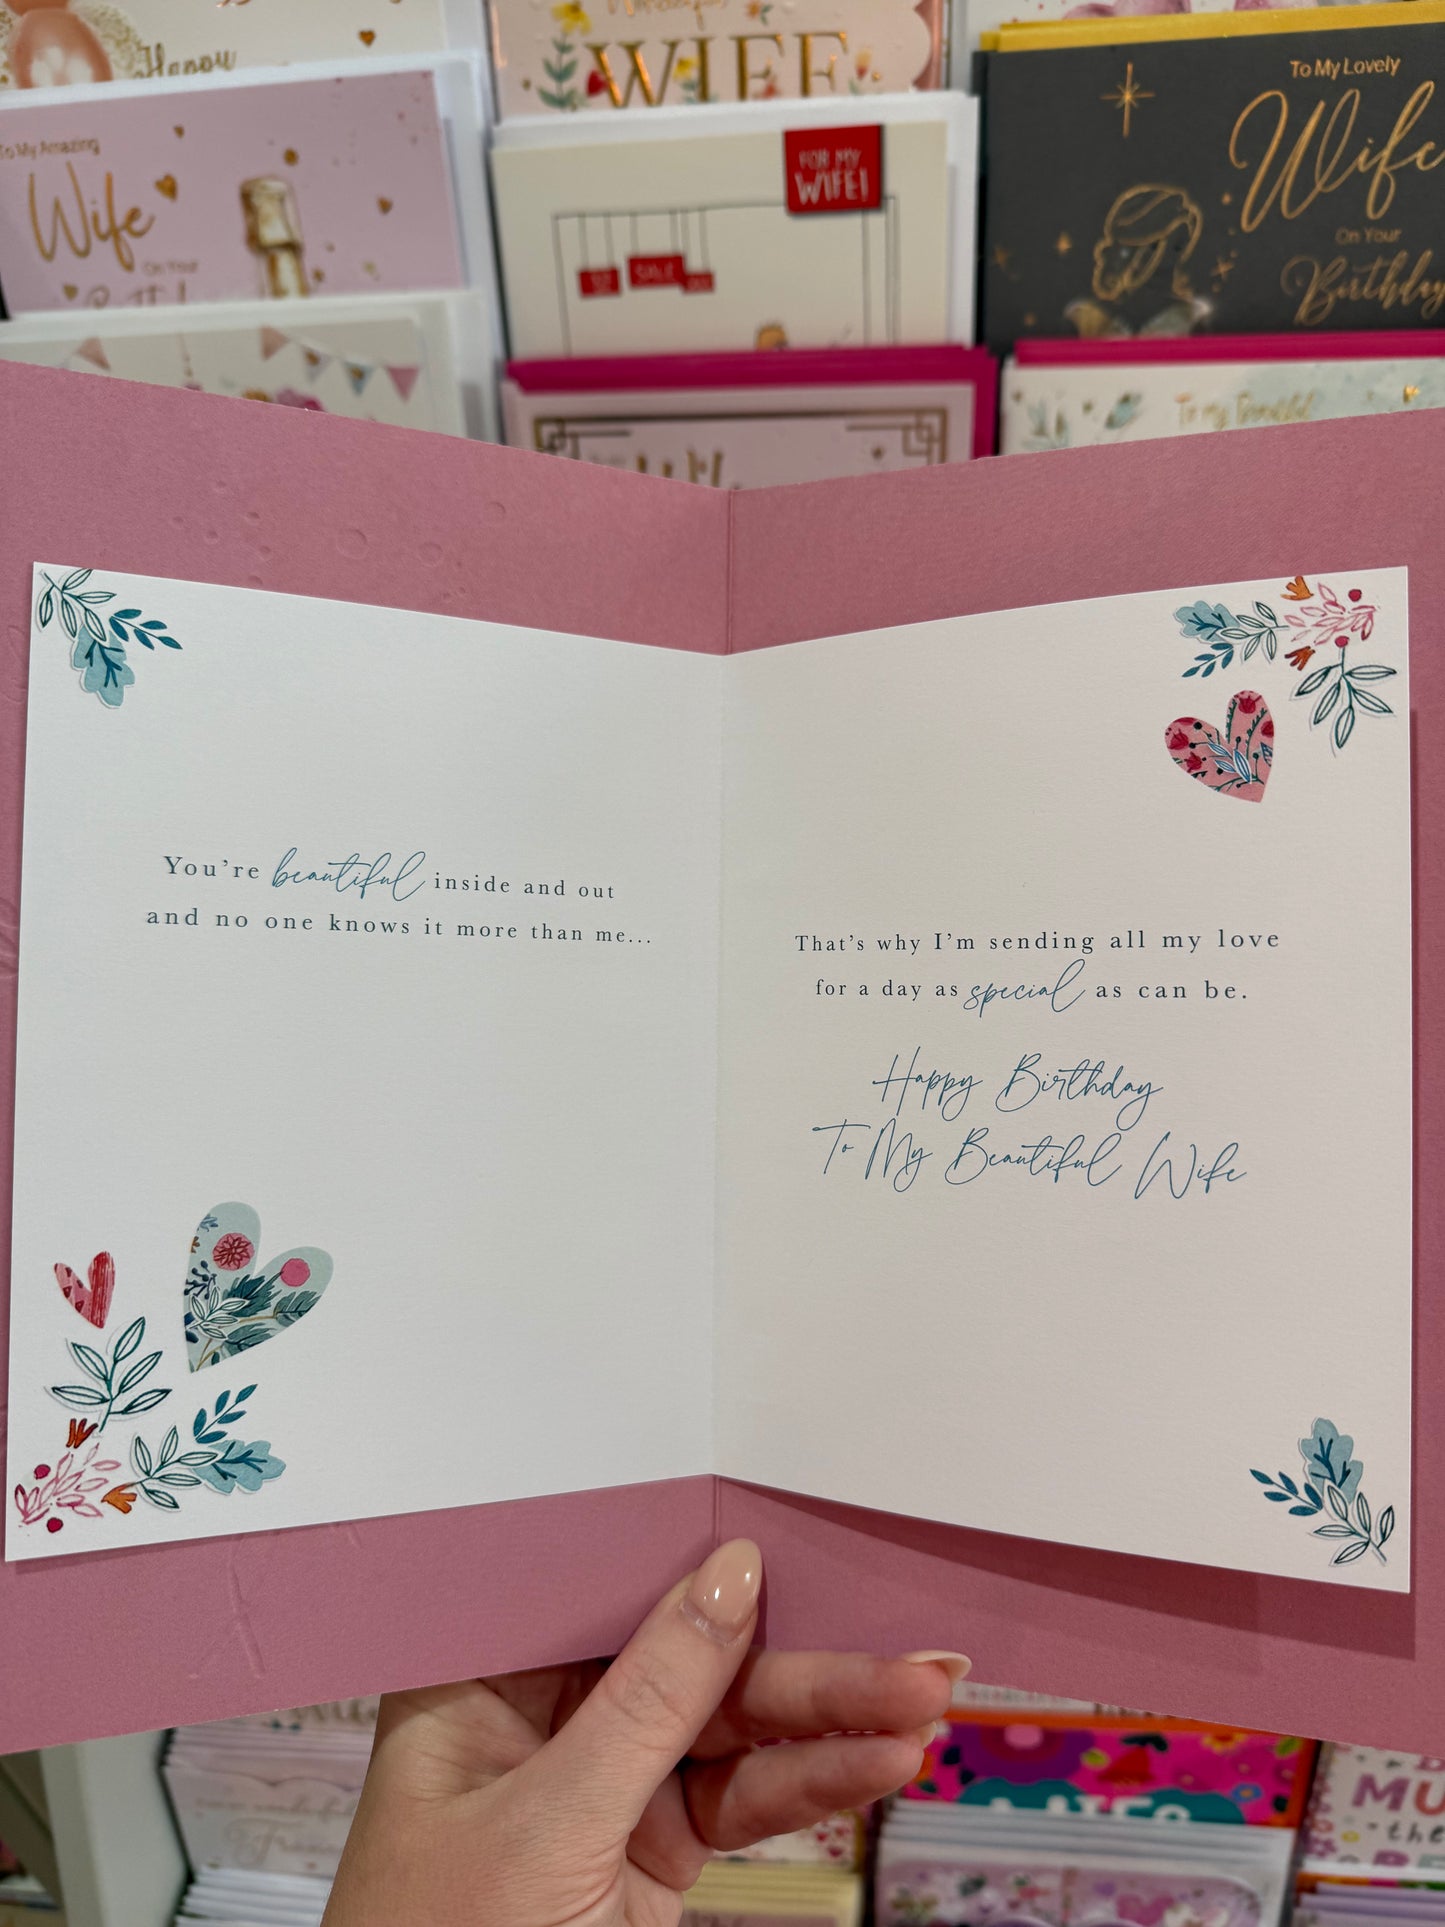 Happy
WIFE
To My Amazing
Wife
On Your
FOR MY
WIFE!
SALE
To My Lovely
Wife
On Your
Birthday
You're beautiful inside and out
and no one knows it more than me...
That's why I'm sending all my love
for a day as special as can be.
Happy Birthday
To My Beautiful Wife